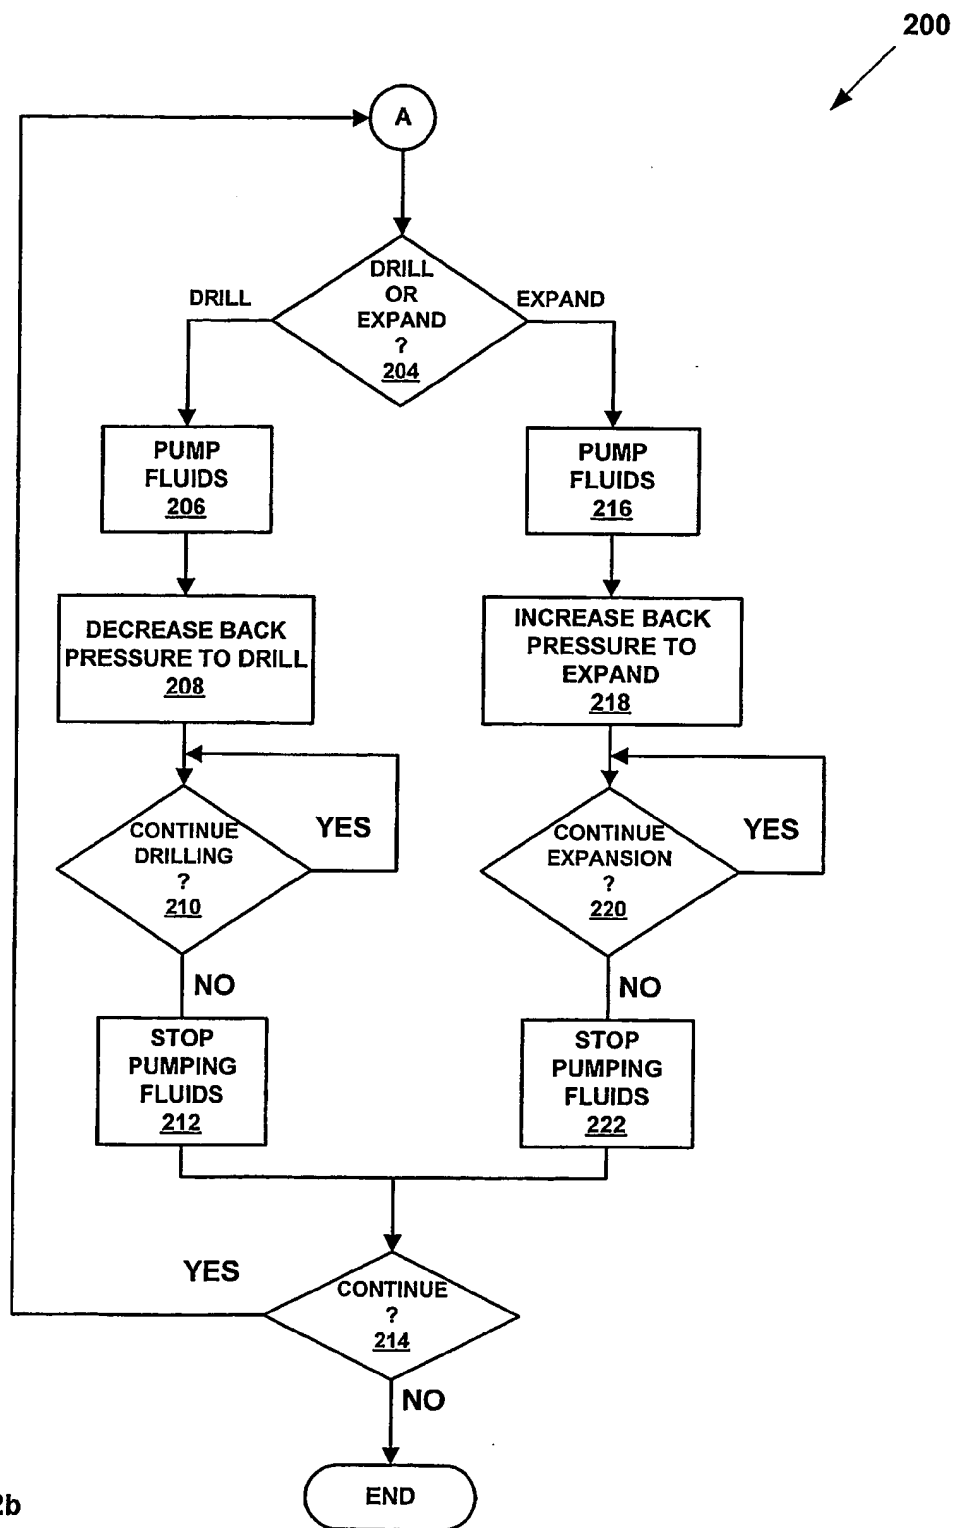 200
A
DRILL
OR
EXPAND
?
204
DRILL
EXPAND
PUMP
FLUIDS
206
PUMP
FLUIDS
216
DECREASE BACK
PRESSURE TO DRILL
208
INCREASE BACK
PRESSURE TO
EXPAND
218
CONTINUE
DRILLING
?
210
YES
CONTINUE
EXPANSION
?
220
YES
NO
NO
STOP
PUMPING
FLUIDS
212
STOP
PUMPING
FLUIDS
222
YES
CONTINUE
?
214
NO
END
2b